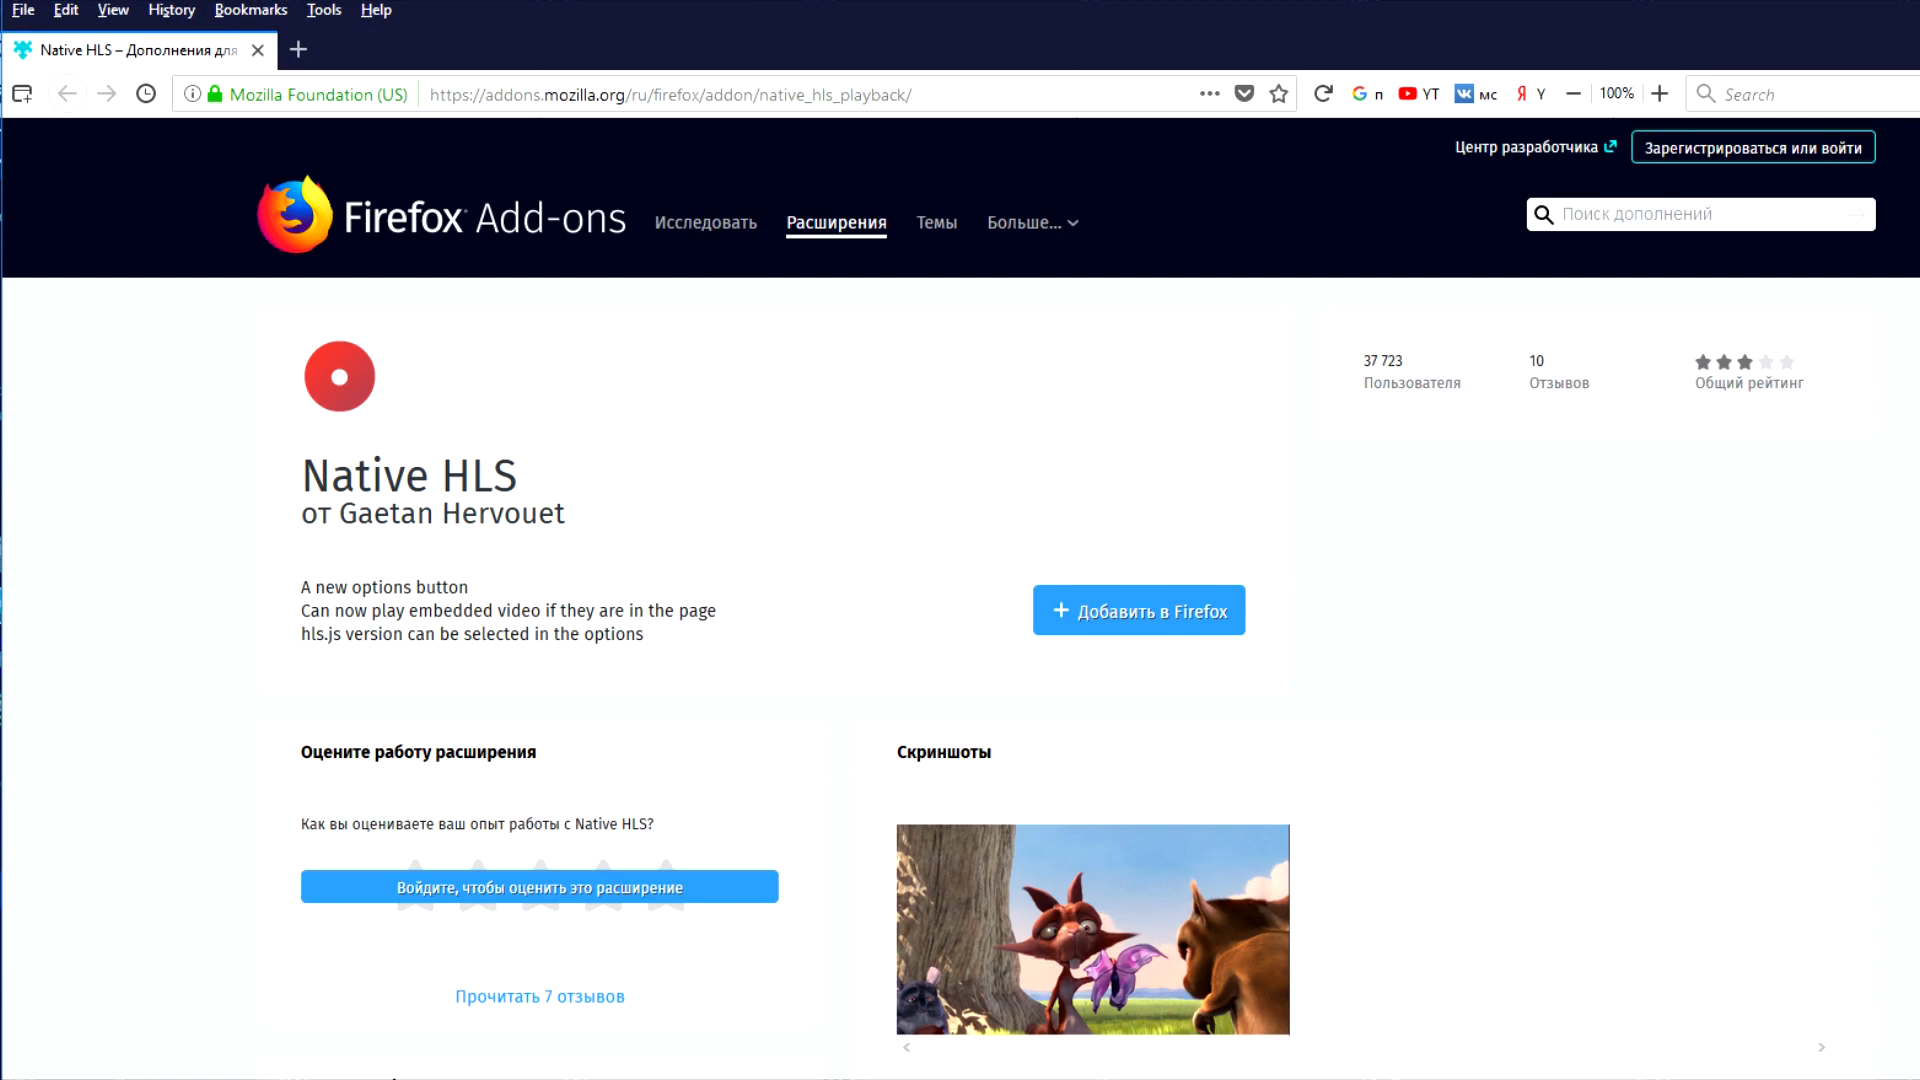 File Edit View History Bookmarks Tools Help
Native HLS – Дополнения для
Mozilla Foundation (US) https://addons.mozilla.org/ru/firefox/addon/native_hls_playback/ G п YT мс Я Y 100% Search
Центр разработчика Зарегистрироваться или войти
Firefox Add-ons Исследовать Расширения Темы Больше... Поиск дополнений
37 723 10
Пользователя Отзывов Общий рейтинг
Native HLS
от Gaetan Hervouet
A new options button
Can now play embedded video if they are in the page
hls.js version can be selected in the options
Добавить в Firefox
Оцените работу расширения
Как вы оцениваете ваш опыт работы с Native HLS?
Войдите, чтобы оценить это расширение
Прочитать 7 отзывов
Скриншоты